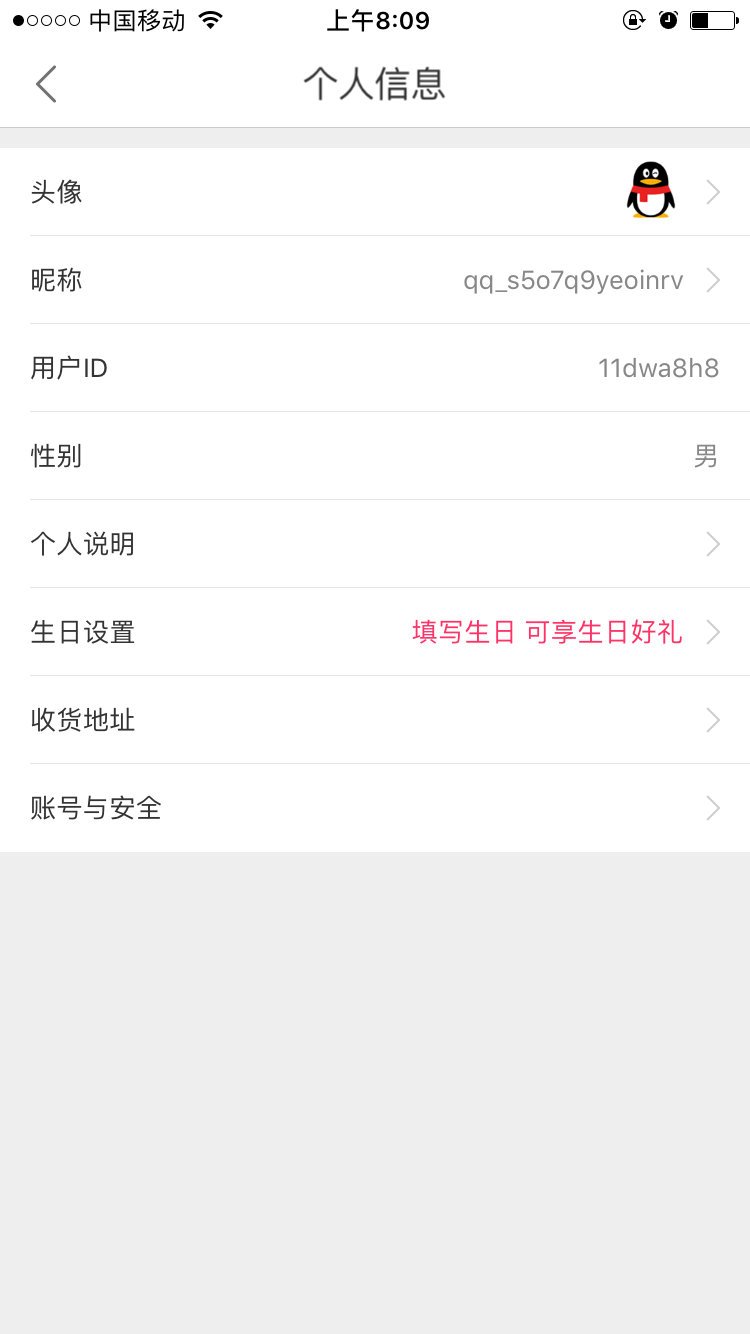 中国移动 上午8:09
个人信息
头像
昵称 qq_s5o7q9yeoinrv
用户ID 11dwa8h8
性别 男
个人说明
生日设置 填写生日 可享生日好礼
收货地址
账号与安全